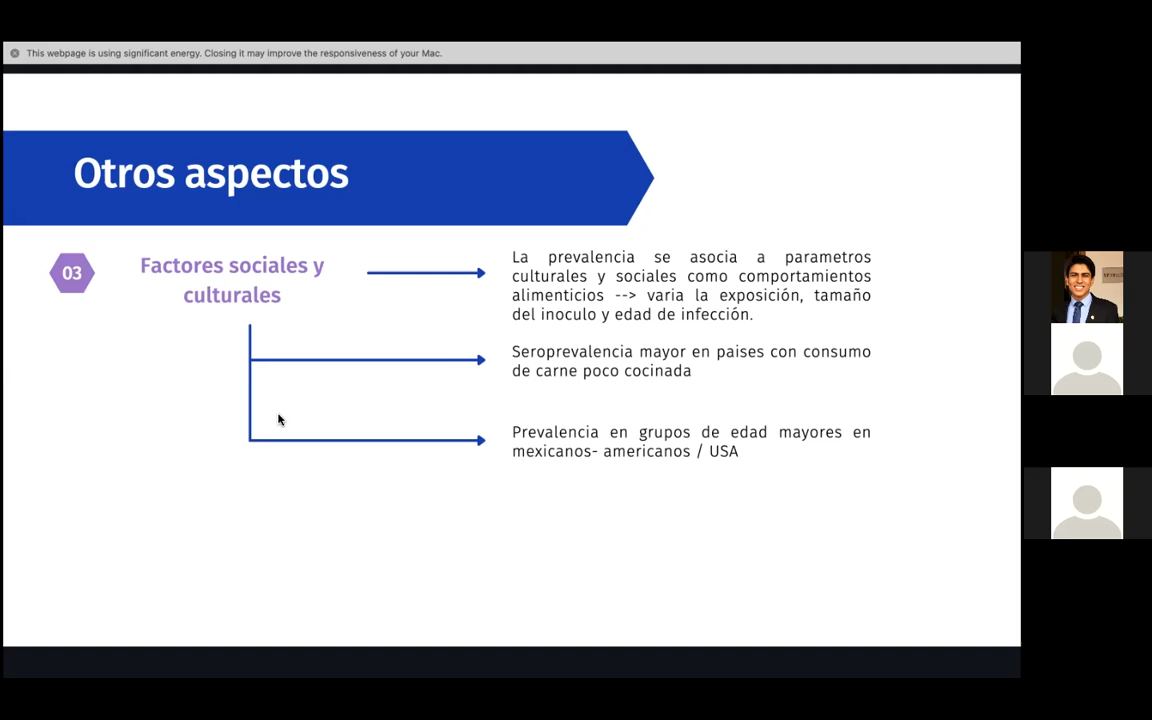 This webpage is using significant energy. Closing it may improve the responsiveness of your Mac.
Otros aspectos
03
Factores sociales y
culturales
La prevalencia se asocia a parametros
culturales y sociales como comportamientos
alimenticios --> varia la exposición, tamaño
del inoculo y edad de infección.
Seroprevalencia mayor en paises con consumo
de carne poco cocinada
Prevalencia en grupos de edad mayores en
mexicanos- americanos / USA